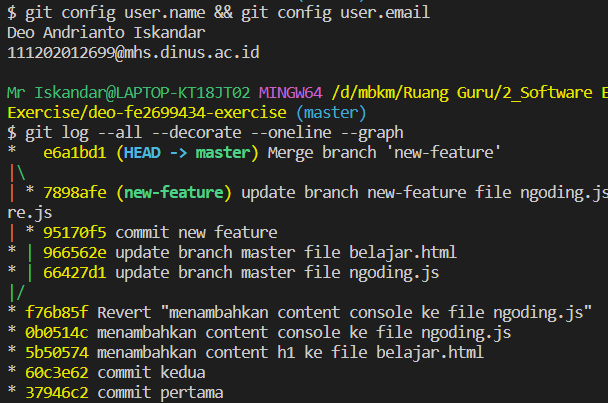 $ git config user.name && git config user.email
Deo Andrianto Iskandar
111202012699@mhs.dinus.ac.id
Mr Iskandar@LAPTOP-KT18JT02 MINGW64 /d/mbkm/Ruang Guru/2_Software E
Exercise/deo-fe2699434-exercise (master)
$ git log --all --decorate --oneline --graph
*   e6a1bd1 (HEAD -> master) Merge branch 'new-feature'
|\
| * 7898afe (new-feature) update branch new-feature file ngoding.js
re.js
| * 95170f5 commit new feature
* | 966562e update branch master file belajar.html
* | 66427d1 update branch master file ngoding.js
|/
* f76b85f Revert "menambahkan content console ke file ngoding.js"
* 0b0514c menambahkan content console ke file ngoding.js
* 5b50574 menambahkan content h1 ke file belajar.html
* 60c3e62 commit kedua
* 37946c2 commit pertama